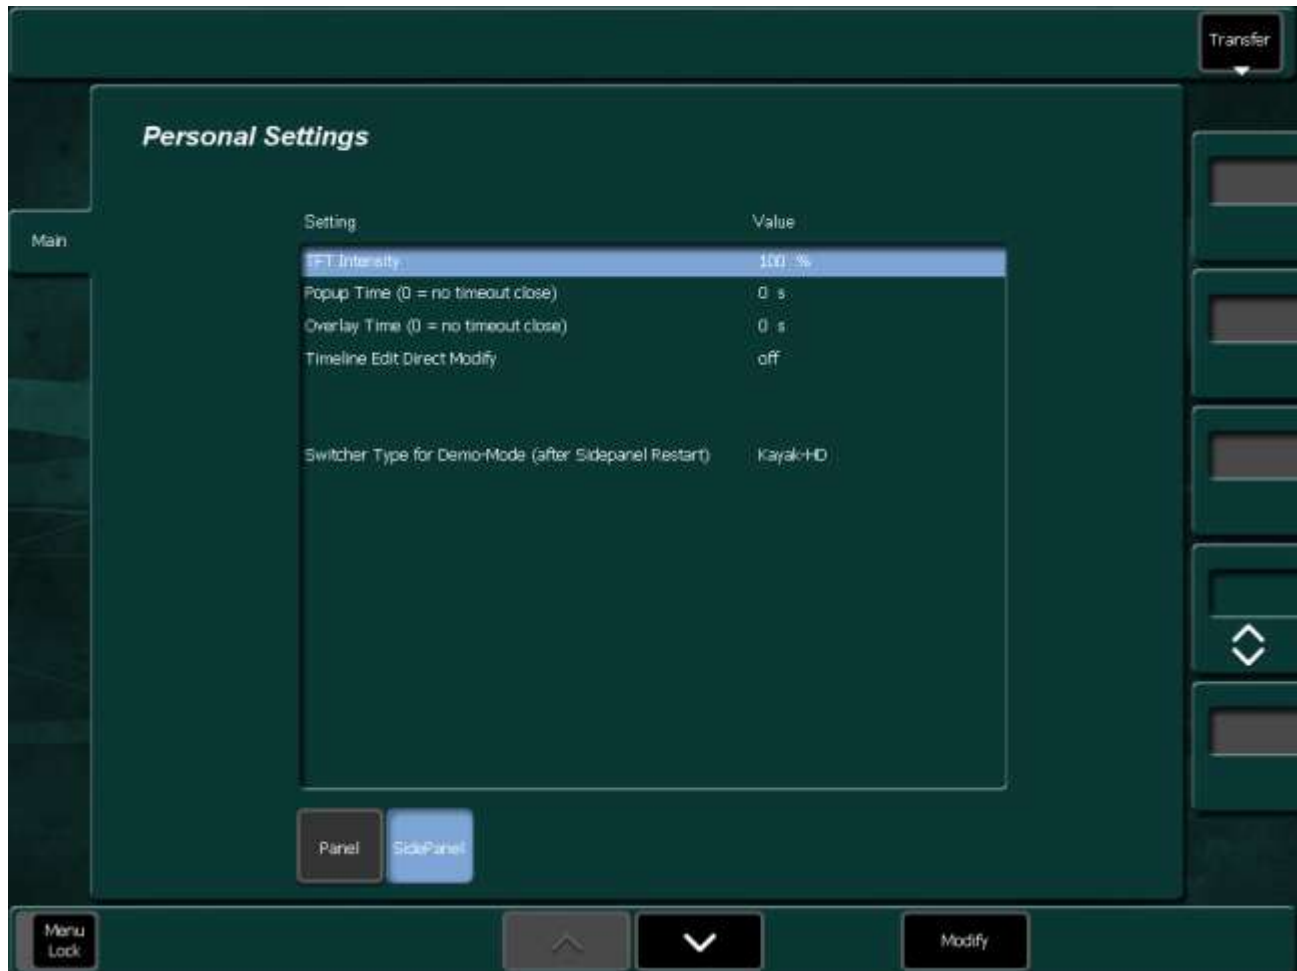 Transfer
Personal Settings
Main
Setting Value
TFT Intensity 100 %
Popup Time (0 = no timeout close) 0 s
Overlay Time (0 = no timeout close) 0 s
Timeline Edit Direct Modify off
Switcher Type for Demo-Mode (after Sidepanel Restart) Kayak-HD
Panel SidePanel
Menu
Lock
Modify